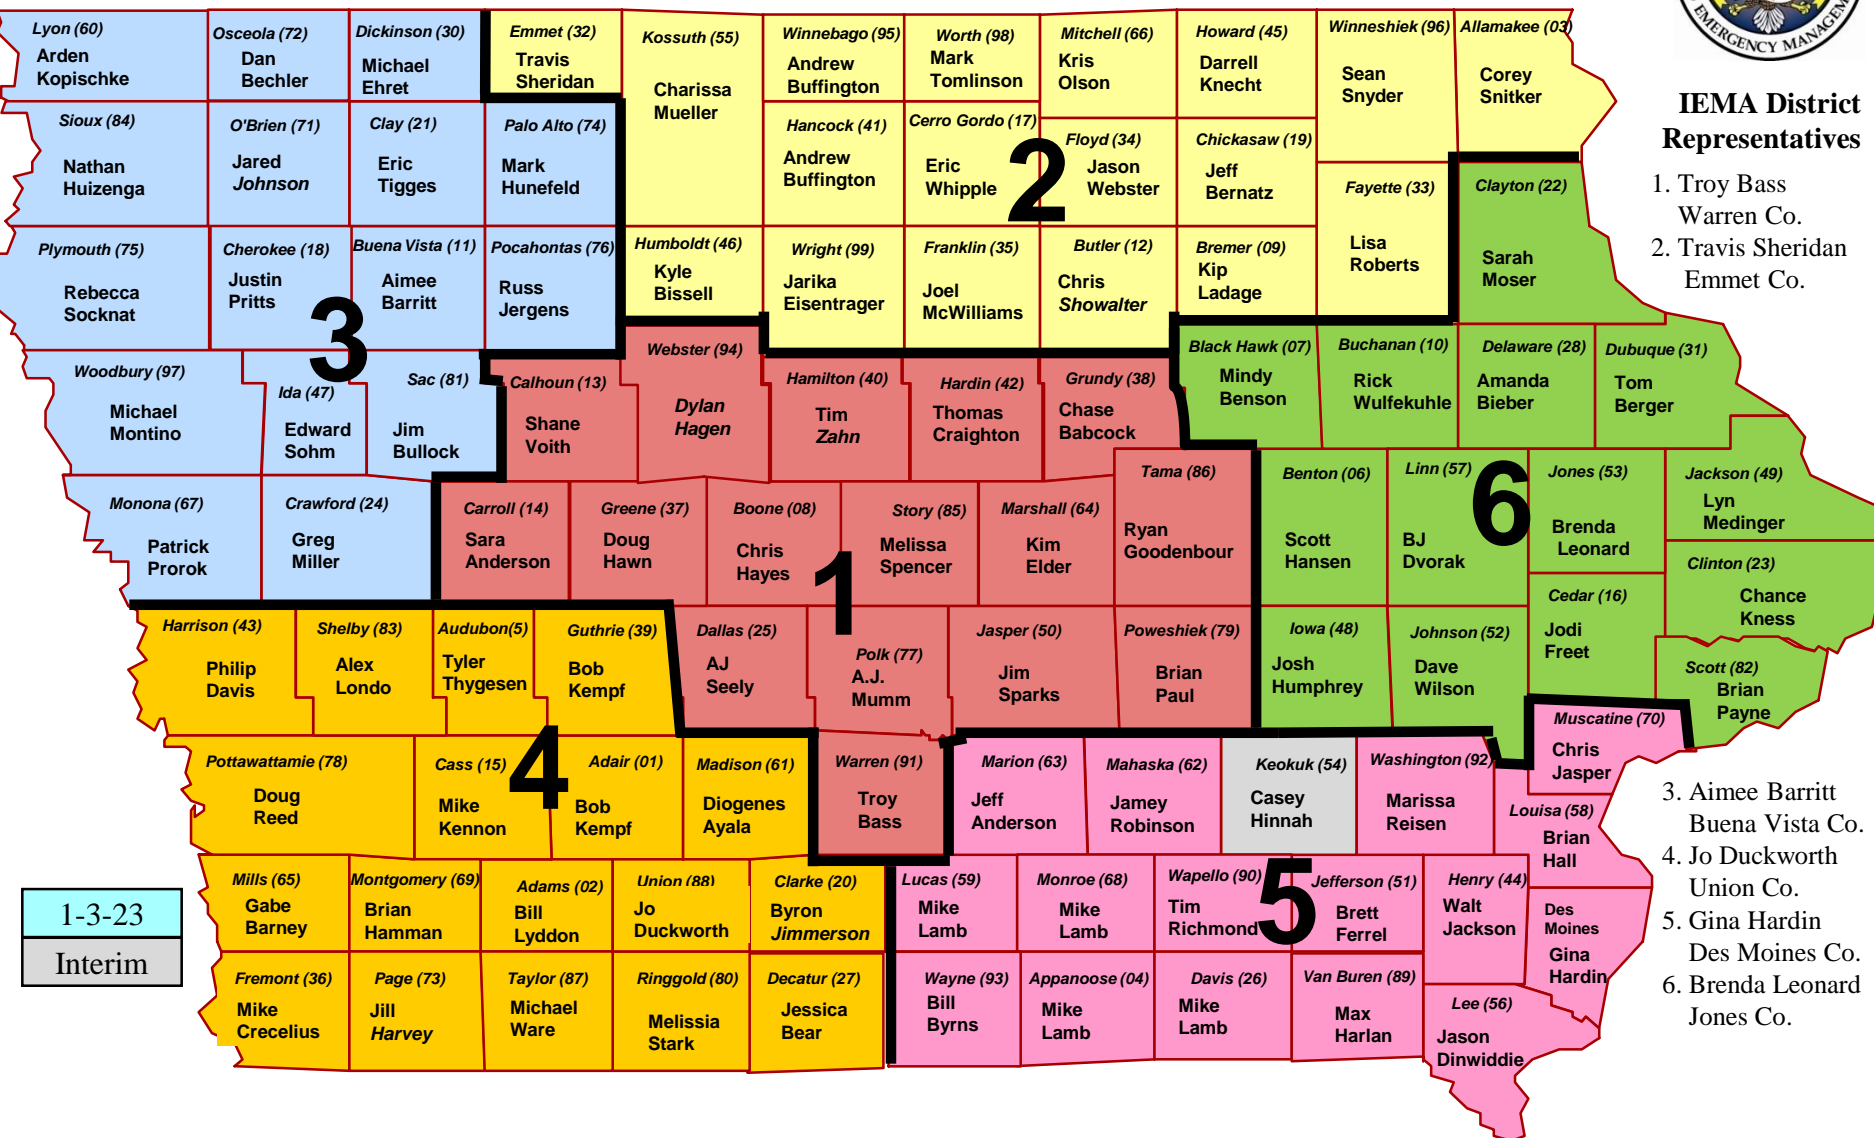 Lyon (60)
Arden
Kopischke
Osceola (72)
Dan
Bechler
Dickinson (30)
Michael
Ehret
Emmet (32)
Travis
Sheridan
Kossuth (55)
Charissa
Mueller
Winnebago (95)
Andrew
Buffington
Worth (98)
Mark
Tomlinson
Mitchell (66)
Kris
Olson
Howard (45)
Darrell
Knecht
Winneshiek (96)
Sean
Snyder
Allamakee (03)
Corey
Snitker
EMERGENCY MANAGEM
IEMA District
Representatives
1. Troy Bass
Warren Co.
2. Travis Sheridan
Emmet Co.
Sioux (84)
Nathan
Huizenga
O'Brien (71)
Jared
Johnson
Clay (21)
Eric
Tigges
Palo Alto (74)
Mark
Hunefeld
Hancock (41)
Andrew
Buffington
Cerro Gordo (17)
Eric
Whipple
2
Floyd (34)
Jason
Webster
Chickasaw (19)
Jeff
Bernatz
Fayette (33)
Lisa
Roberts
Clayton (22)
Sarah
Moser
Plymouth (75)
Rebecca
Socknat
Cherokee (18)
Justin
Pritts
3
Buena Vista (11)
Aimee
Barritt
Pocahontas (76)
Russ
Jergens
Humboldt (46)
Kyle
Bissell
Wright (99)
Jarika
Eisentrager
Franklin (35)
Joel
McWilliams
Butler (12)
Chris
Showalter
Bremer (09)
Kip
Ladage
Woodbury (97)
Michael
Montino
Ida (47)
Edward
Sohm
Sac (81)
Jim
Bullock
Calhoun (13)
Shane
Voith
Webster (94)
Dylan
Hagen
Hamilton (40)
Tim
Zahn
Hardin (42)
Thomas
Craighton
Grundy (38)
Chase
Babcock
Black Hawk (07)
Mindy
Benson
Buchanan (10)
Rick
Wulfekuhle
Delaware (28)
Amanda
Bieber
Dubuque (31)
Tom
Berger
Monona (67)
Patrick
Prorok
Crawford (24)
Greg
Miller
Carroll (14)
Sara
Anderson
Greene (37)
Doug
Hawn
Boone (08)
Chris
Hayes
1
Story (85)
Melissa
Spencer
Marshall (64)
Kim
Elder
Tama (86)
Ryan
Goodenbour
Benton (06)
Scott
Hansen
Linn (57)
BJ
Dvorak
6
Jones (53)
Brenda
Leonard
Jackson (49)
Lyn
Medinger
Clinton (23)
Chance
Kness
Harrison (43)
Philip
Davis
Shelby (83)
Alex
Londo
Audubon(5)
Tyler
Thygesen
Guthrie (39)
Bob
Kempf
Dallas (25)
AJ
Seely
Polk (77)
A.J.
Mumm
Jasper (50)
Jim
Sparks
Poweshiek (79)
Brian
Paul
Iowa (48)
Josh
Humphrey
Johnson (52)
Dave
Wilson
Cedar (16)
Jodi
Freet
Scott (82)
Brian
Payne
Muscatine (70)
Chris
Jasper
Pottawattamie (78)
Doug
Reed
Cass (15)
Mike
Kennon
4
Adair (01)
Bob
Kempf
Madison (61)
Diogenes
Ayala
Warren (91)
Troy
Bass
Marion (63)
Jeff
Anderson
Mahaska (62)
Jamey
Robinson
Keokuk (54)
Casey
Hinnah
Washington (92)
Marissa
Reisen
Louisa (58)
Brian
Hall
3. Aimee Barritt
Buena Vista Co.
4. Jo Duckworth
Union Co.
5. Gina Hardin
Des Moines Co.
6. Brenda Leonard
Jones Co.
1-3-23
Interim
Mills (65)
Gabe
Barney
Montgomery (69)
Brian
Hamman
Adams (02)
Bill
Lyddon
Union (88)
Jo
Duckworth
Clarke (20)
Byron
Jimmerson
Lucas (59)
Mike
Lamb
Monroe (68)
Mike
Lamb
Wapello (90)
Tim
Richmond
5
Jefferson (51)
Brett
Ferrel
Henry (44)
Walt
Jackson
Des
Moines
Gina
Hardin
Fremont (36)
Mike
Crecelius
Page (73)
Jill
Harvey
Taylor (87)
Michael
Ware
Ringgold (80)
Melissia
Stark
Decatur (27)
Jessica
Bear
Wayne (93)
Bill
Byrns
Appanoose (04)
Mike
Lamb
Davis (26)
Mike
Lamb
Van Buren (89)
Max
Harlan
Lee (56)
Jason
Dinwiddie